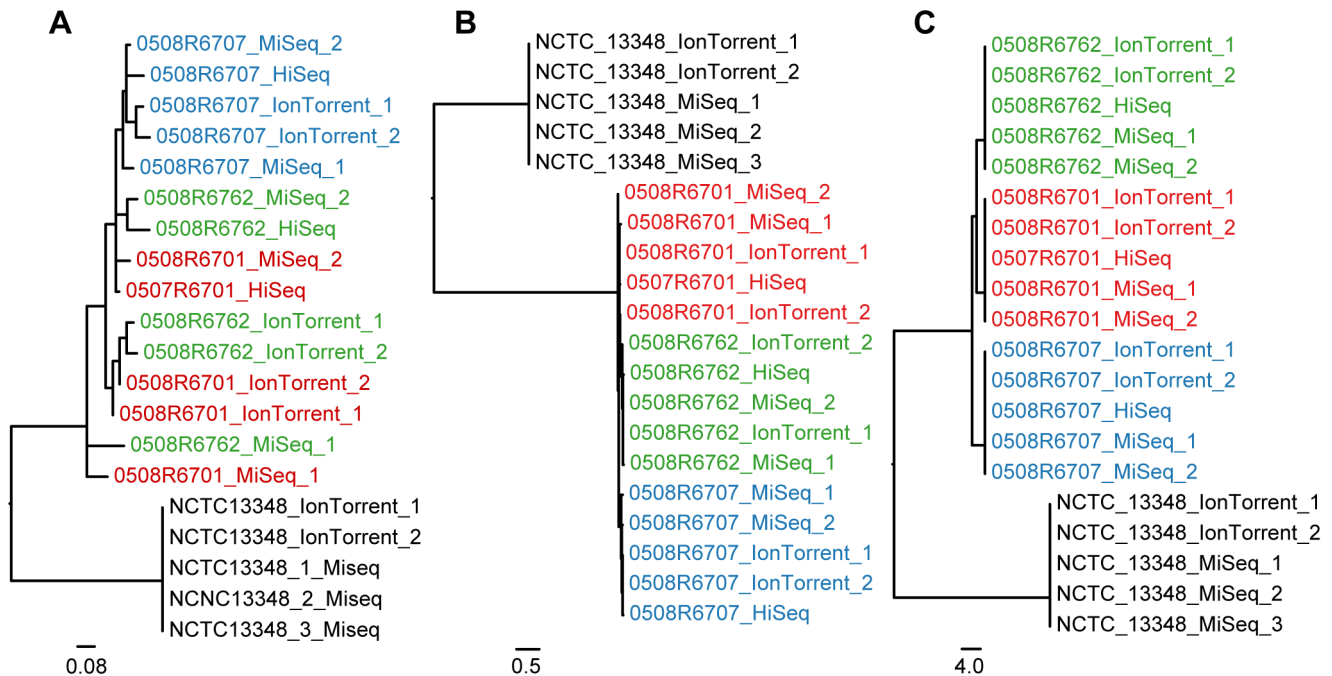 A
0508R6707_MiSeq_2
0508R6707_HiSeq
0508R6707_IonTorrent_1
0508R6707_IonTorrent_2
0508R6707_MiSeq_1
0508R6762_MiSeq_2
0508R6762_HiSeq
0508R6701_MiSeq_2
0507R6701_HiSeq
0508R6762_IonTorrent_1
0508R6762_IonTorrent_2
0508R6701_IonTorrent_2
0508R6701_IonTorrent_1
0508R6762_MiSeq_1
0508R6701_MiSeq_1
NCTC13348_IonTorrent_1
NCTC13348_IonTorrent_2
NCTC13348_1_Miseq
NCNC13348_2_Miseq
NCTC13348_3_Miseq
0.08
B
NCTC_13348_IonTorrent_1
NCTC_13348_IonTorrent_2
NCTC_13348_MiSeq_1
NCTC_13348_MiSeq_2
NCTC_13348_MiSeq_3
0508R6701_MiSeq_2
0508R6701_MiSeq_1
0508R6701_IonTorrent_1
0507R6701_HiSeq
0508R6701_IonTorrent_2
0508R6762_IonTorrent_2
0508R6762_HiSeq
0508R6762_MiSeq_2
0508R6762_IonTorrent_1
0508R6762_MiSeq_1
0508R6707_MiSeq_1
0508R6707_MiSeq_2
0508R6707_IonTorrent_1
0508R6707_IonTorrent_2
0508R6707_HiSeq
0.5
C
0508R6762_IonTorrent_1
0508R6762_IonTorrent_2
0508R6762_HiSeq
0508R6762_MiSeq_1
0508R6762_MiSeq_2
0508R6701_IonTorrent_1
0508R6701_IonTorrent_2
0507R6701_HiSeq
0508R6701_MiSeq_1
0508R6701_MiSeq_2
0508R6707_IonTorrent_1
0508R6707_IonTorrent_2
0508R6707_HiSeq
0508R6707_MiSeq_1
0508R6707_MiSeq_2
NCTC_13348_IonTorrent_1
NCTC_13348_IonTorrent_2
NCTC_13348_MiSeq_1
NCTC_13348_MiSeq_2
NCTC_13348_MiSeq_3
4.0